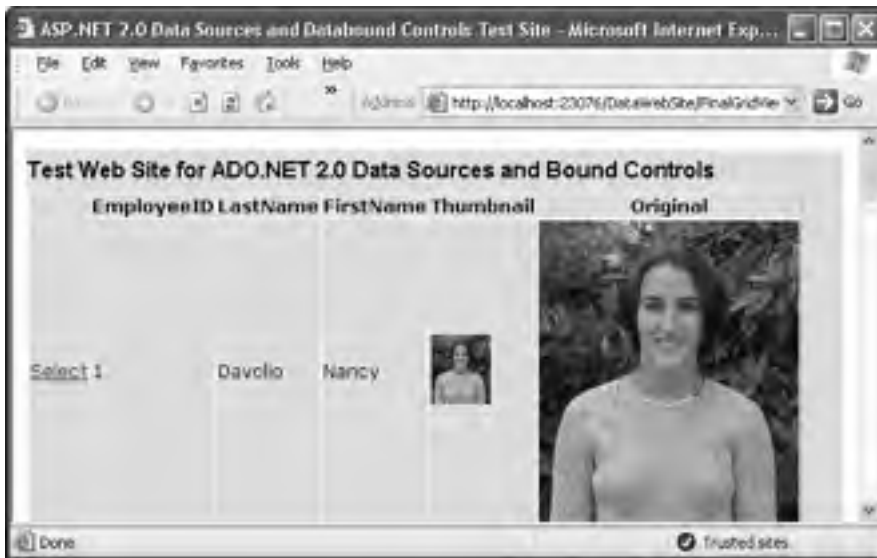 ASP.NET 2.0 Data Sources and Databound Controls Test Site - Microsoft Internet Exp...
File Edit View Favorites Tools Help
» Address http://localhost:23076/DataWebSite/FinalGridVie Go
Test Web Site for ADO.NET 2.0 Data Sources and Bound Controls
EmployeeID LastName FirstName Thumbnail Original
Select 1 Davolio Nancy
Done Trusted sites